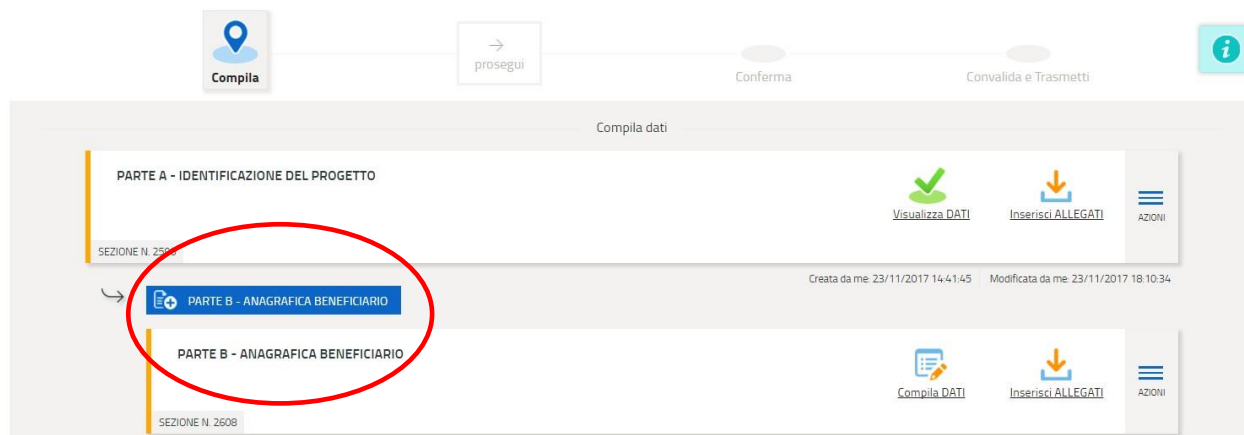 Compila
→ prosegui
Conferma
Convalida e Trasmetti
Compila dati
PARTE A - IDENTIFICAZIONE DEL PROGETTO
Visualizza DATI
Inserisci ALLEGATI
AZIONI
SEZIONE N.
Creata da me: 23/11/2017 14:41:45 Modificata da me: 23/11/2017 18:10:34
PARTE B - ANAGRAFICA BENEFICIARIO
PARTE B - ANAGRAFICA BENEFICIARIO
Compila DATI
Inserisci ALLEGATI
AZIONI
SEZIONE N. 2608